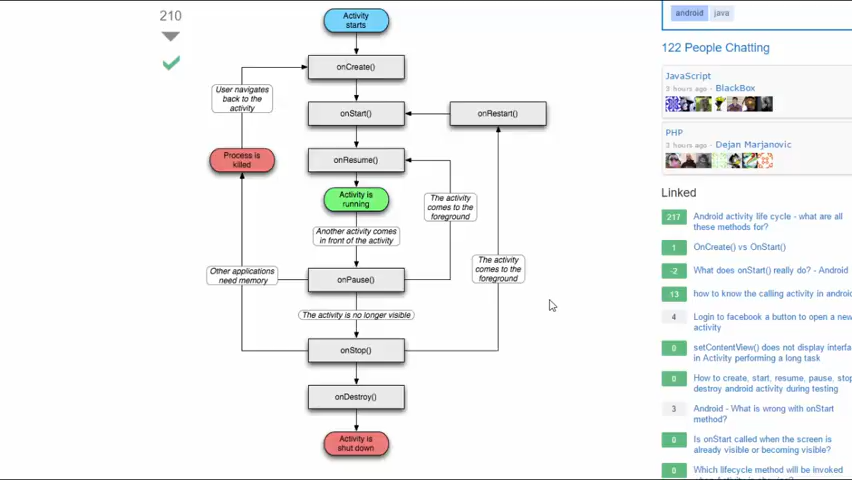 210
Activity
starts
onCreate()
User navigates
back to the
activity
onStart()
onRestart()
Process is
killed
onResume()
Activity is
running
The activity
comes to the
foreground
Another activity comes
in front of the activity
Other applications
need memory
onPause()
The activity
comes to the
foreground
The activity is no longer visible
onStop()
onDestroy()
Activity is
shut down
android java
122 People Chatting
JavaScript
3 hours ago - BlackBox
PHP
3 hours ago - Dejan Marjanovic
Linked
217 Android activity life cycle - what are all
these methods for?
1 OnCreate() vs OnStart()
-2 What does onStart() really do? - Android
13 how to know the calling activity in android
4 Login to facebook a button to open a new
activity
0 setContentView() does not display interfa
in Activity performing a long task
0 How to create, start, resume, pause, stop
destroy android activity during testing
3 Android - What is wrong with onStart
method?
0 Is onStart called when the screen is
already visible or becoming visible?
0 Which lifecycle method will be invoked